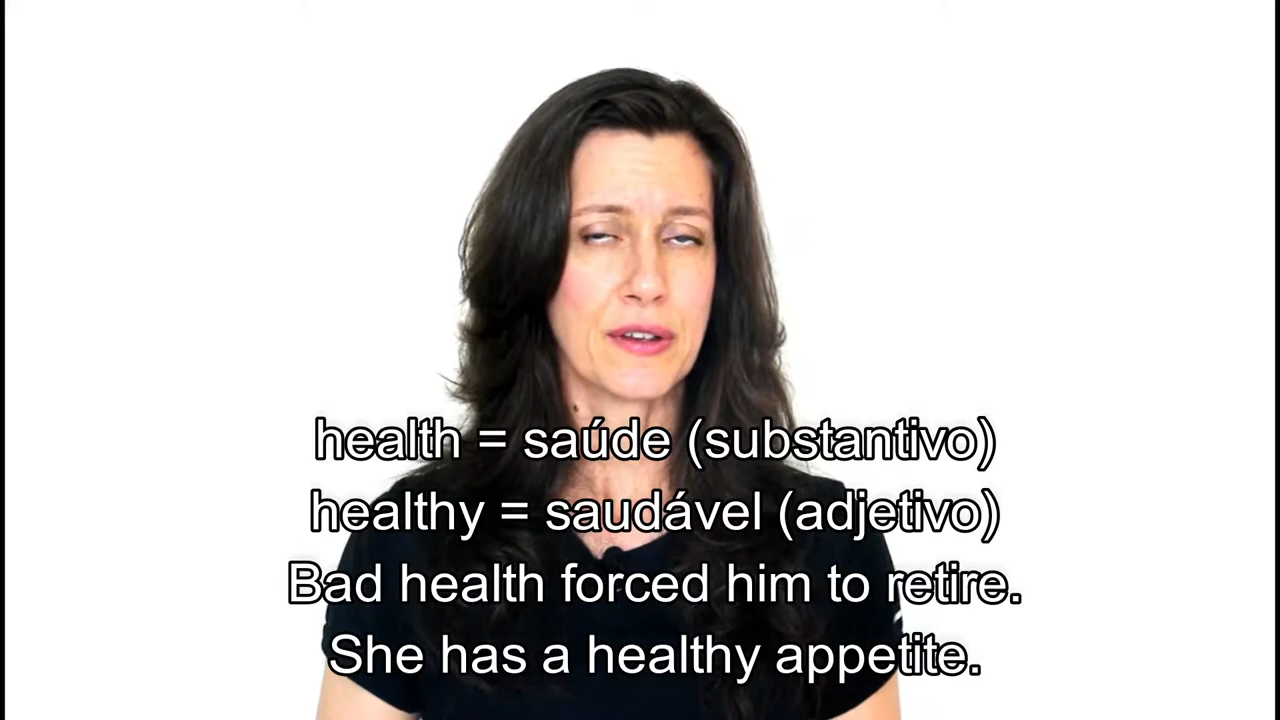 health = saúde (substantivo)
healthy = saudável (adjetivo)
Bad health forced him to retire.
She has a healthy appetite.